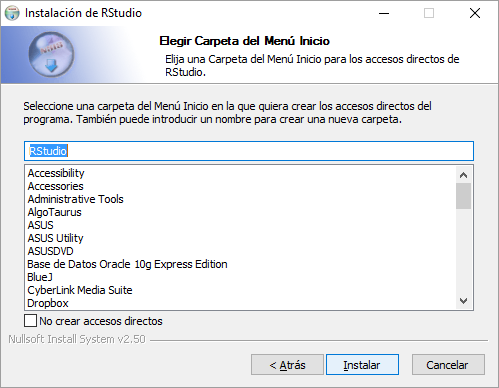 Instalación de RStudio
Elegir Carpeta del Menú Inicio
Elija una Carpeta del Menú Inicio para los accesos directos de
RStudio.
Seleccione una carpeta del Menú Inicio en la que quiera crear los accesos directos del
programa. También puede introducir un nombre para crear una nueva carpeta.
RStudio
Accessibility
Accessories
Administrative Tools
AlgoTaurus
ASUS
ASUS Utility
ASUSDVD
Base de Datos Oracle 10g Express Edition
BlueJ
CyberLink Media Suite
Dropbox
No crear accesos directos
Nullsoft Install System v2.50
< Atrás
Instalar
Cancelar